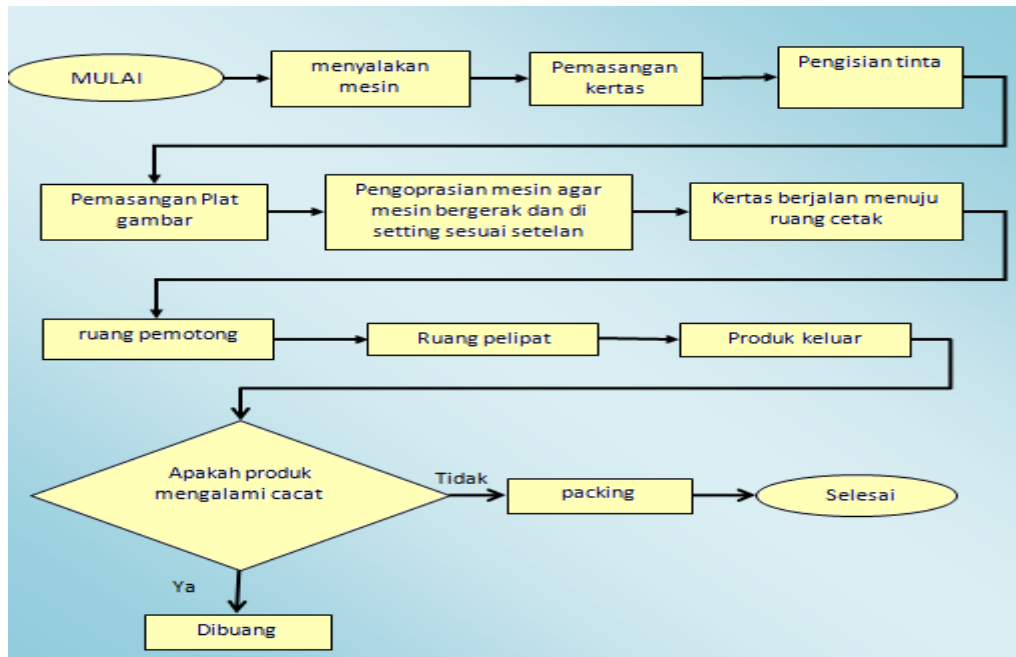 MULAI
menyalakan
mesin
Pemasangan
kertas
Pengisian tinta
Pemasangan Plat
gambar
Pengoprasian mesin agar
mesin bergerak dan di
setting sesuai setelan
Kertas berjalan menuju
ruang cetak
ruang pemotong
Ruang pelipat
Produk keluar
Apakah produk
mengalami cacat
Tidak
packing
Selesai
Ya
Dibuang